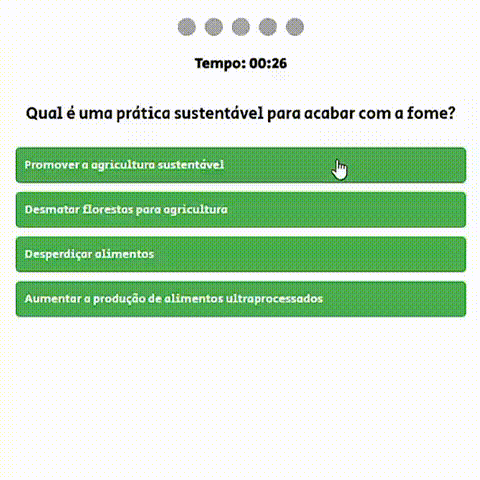 Tempo: 00:26
Qual é uma prática sustentável para acabar com a fome?
Promover a agricultura sustentável
Desmatar florestas para agricultura
Desperdiçar alimentos
Aumentar a produção de alimentos ultraprocessados